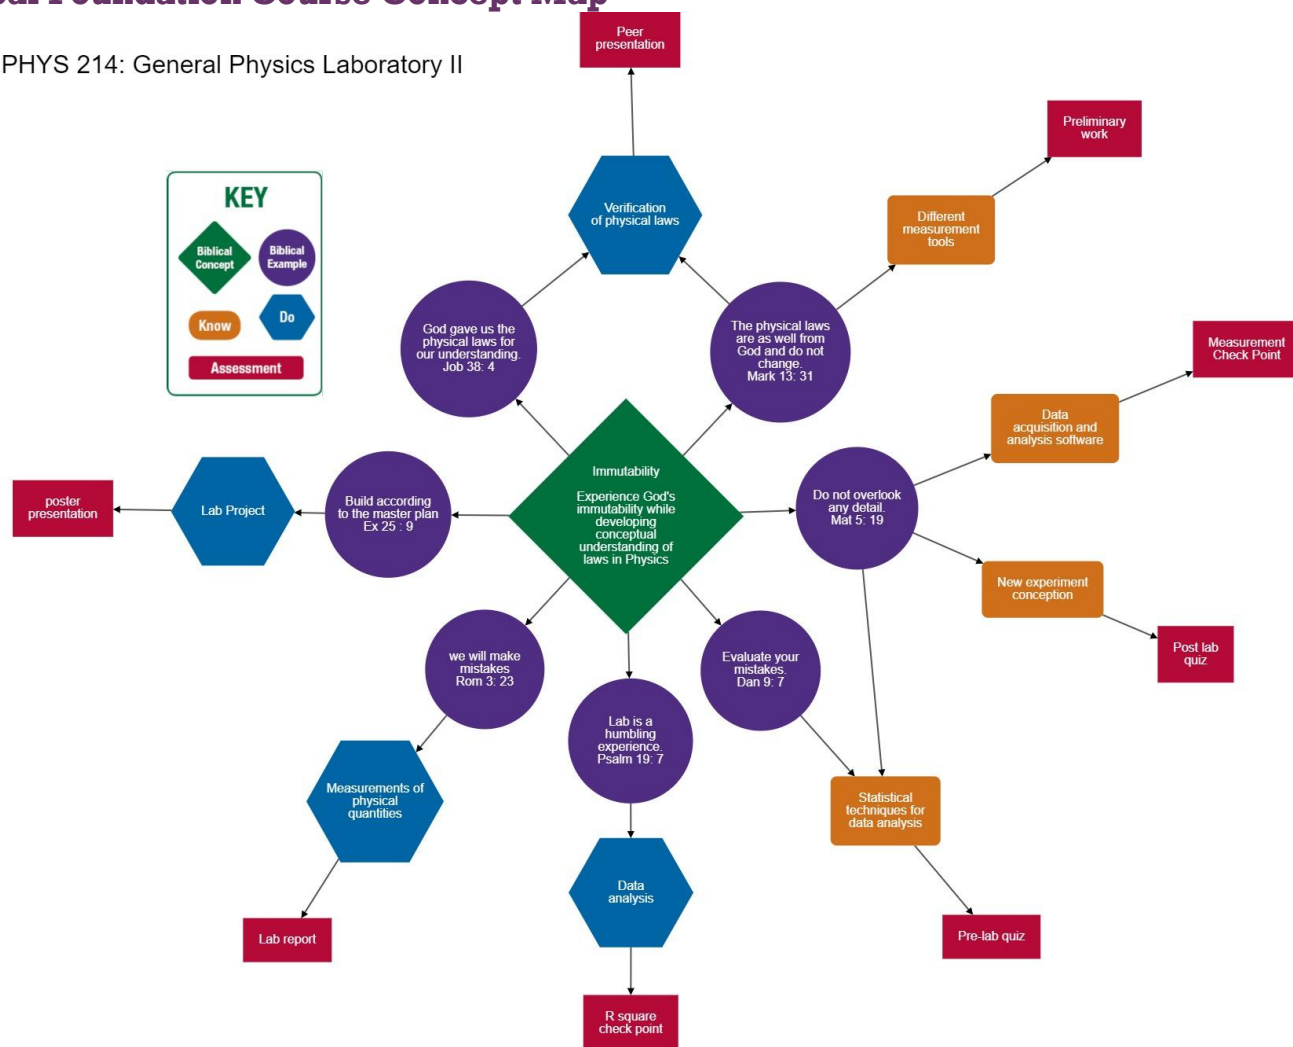 Foundation Course Concept Map
PHYS 214: General Physics Laboratory II
KEY
Biblical
Concept
Biblical
Example
Know
Do
Assessment
Peer
presentation
Preliminary
work
Verification
of physical laws
Different
measurement
tools
God gave us the
physical laws for
our understanding.
Job 38: 4
The physical laws
are as well from
God and do not
change.
Mark 13: 31
Measurement
Check Point
Data
acquisition and
analysis software
Immutability
Experience God's
immutability while
developing
conceptual
understanding of
laws in Physics
Do not overlook
any detail.
Mat 5: 19
poster
presentation
Lab Project
Build according
to the master plan
Ex 25 : 9
New experiment
conception
Post lab
quiz
we will make
mistakes
Rom 3: 23
Evaluate your
mistakes.
Dan 9: 7
Lab is a
humbling
experience.
Psalm 19: 7
Measurements of
physical
quantities
Statistical
techniques for
data analysis
Data
analysis
Lab report
Pre-lab quiz
R square
check point